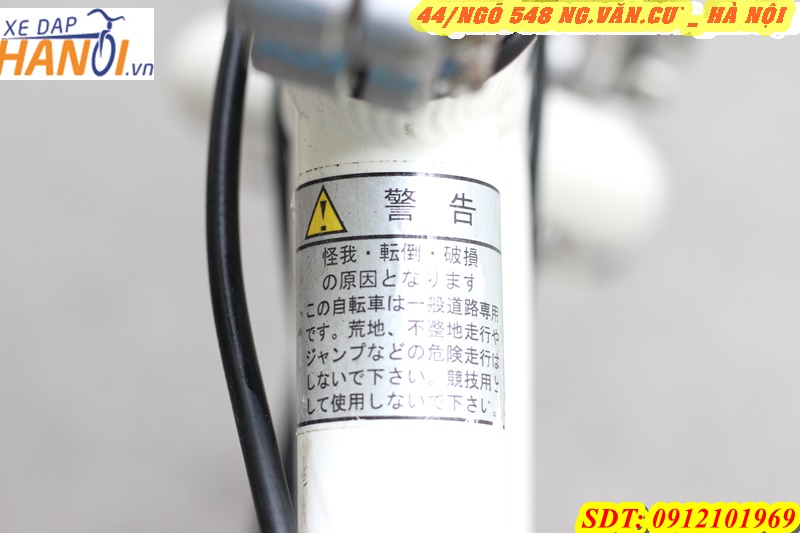 XE DAP
HANOI.vn
44/NGÕ 548 NG.VĂN.CỪ _ HÀ NỘI
警告
怪我・転倒・破損
の原因となります
この自転車は一般道路専用
です。荒地、不整地走行や
ジャンプなどの危険走行は
しないで下さい。競技用と
して使用しないで下さい。
SDT: 0912101969